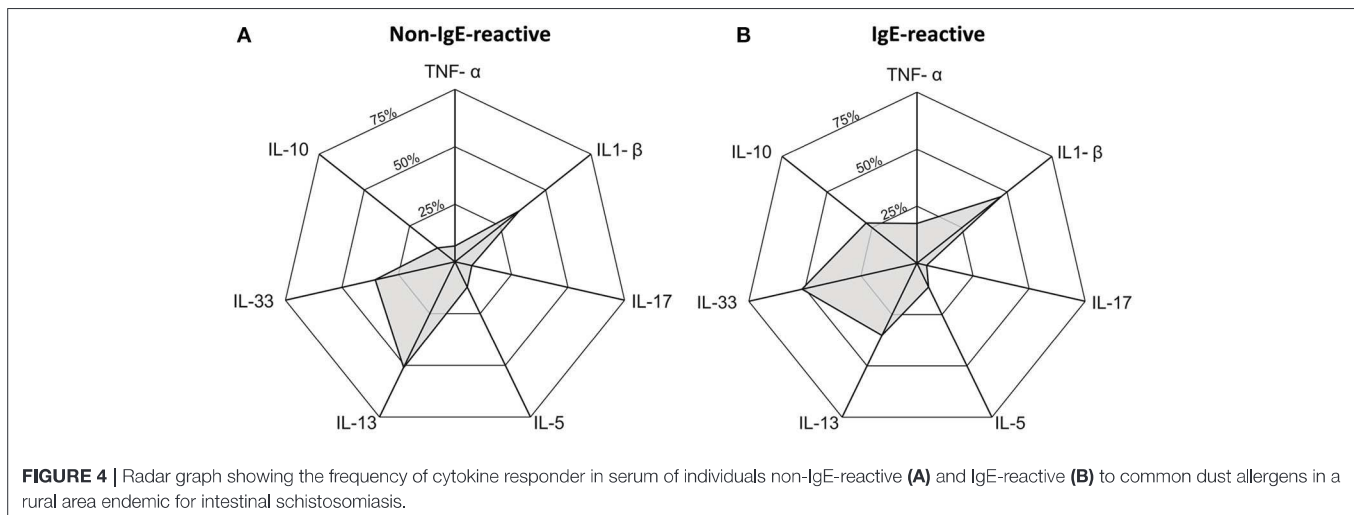 A Non-IgE-reactive
TNF- α
75%
IL-10
50%
IL1- β
25%
IL-33
IL-17
IL-13
IL-5
B IgE-reactive
TNF- α
75%
IL-10
50%
IL1- β
25%
IL-33
IL-17
IL-13
IL-5
FIGURE 4 | Radar graph showing the frequency of cytokine responder in serum of individuals non-IgE-reactive (A) and IgE-reactive (B) to common dust allergens in a
rural area endemic for intestinal schistosomiasis.